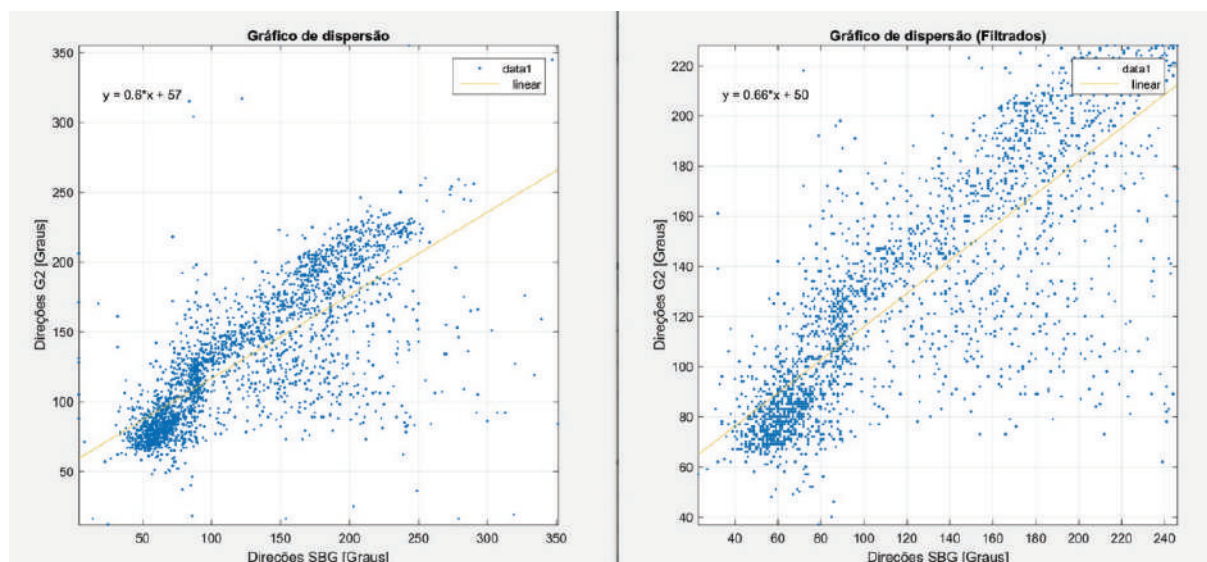 Gráfico de dispersão
data1
linear
y = 0.6*x + 57
350
300
250
200
150
100
50
Direções G2 [Graus]
50
100
150
200
250
300
350
Direções SBG [Graus]
Gráfico de dispersão (Filtrados)
data1
linear
y = 0.66*x + 50
220
200
180
160
140
120
100
80
60
40
Direções G2 [Graus]
40
60
80
100
120
140
160
180
200
220
240
Direções SBG [Graus]